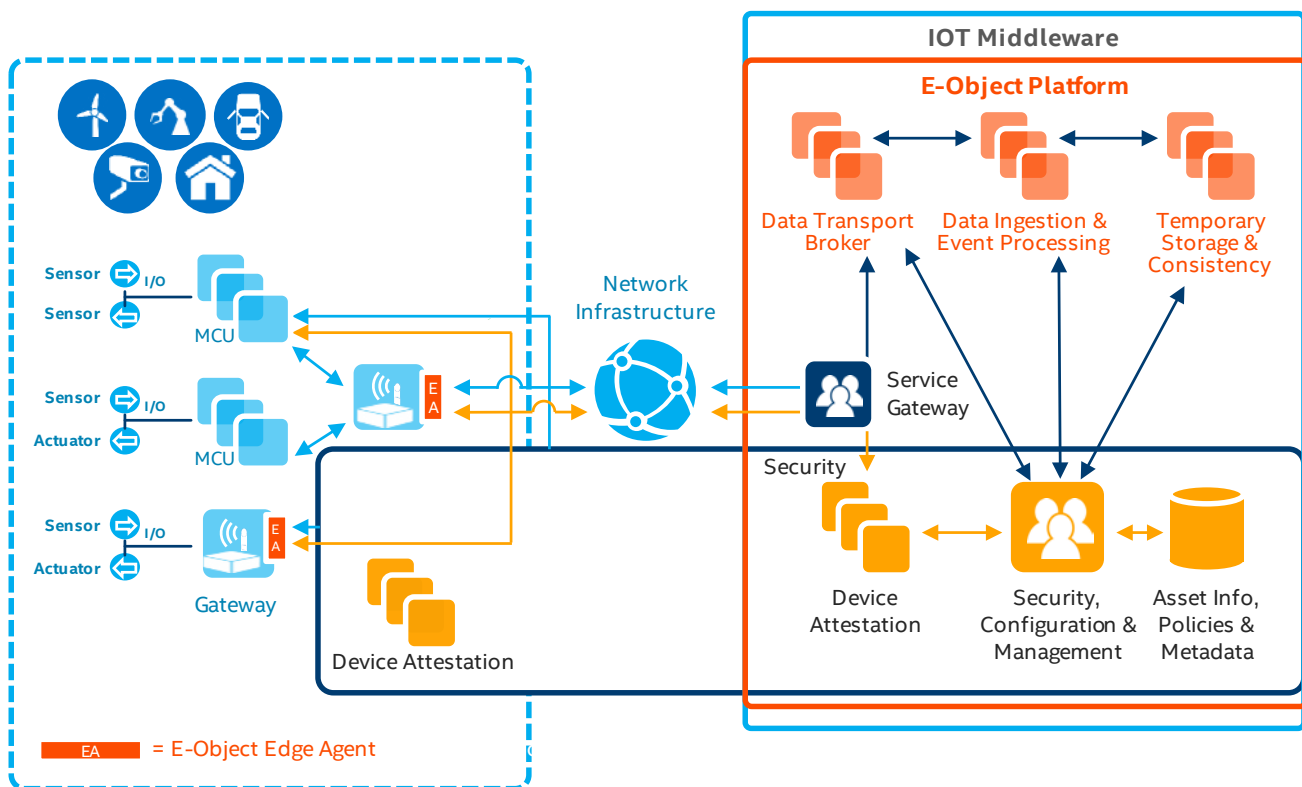 IOT Middleware
E-Object Platform
Data Transport
Broker
Data Ingestion &
Event Processing
Temporary
Storage &
Consistency
Sensor
I/O
Sensor
MCU
Network
Infrastructure
E
A
Service
Gateway
Sensor
I/O
Actuator
MCU
Security
Sensor
I/O
Actuator
E
A
Gateway
Device Attestation
Device
Attestation
Security,
Configuration &
Management
Asset Info,
Policies &
Metadata
EA
= E-Object Edge Agent